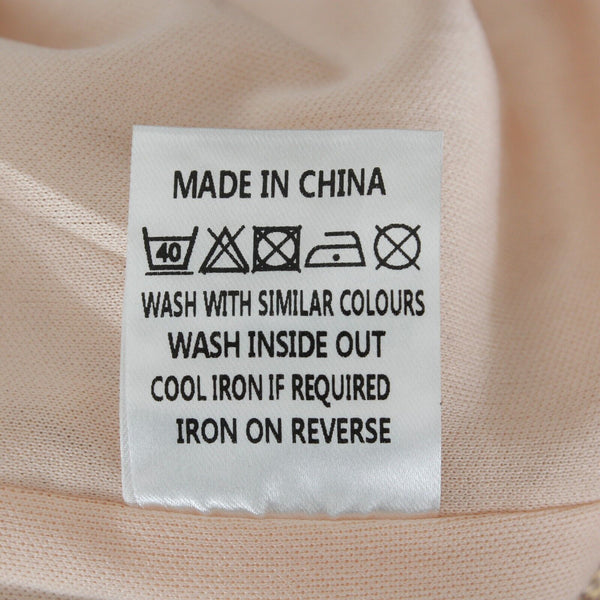 MADE IN CHINA
40
WASH WITH SIMILAR COLOURS
WASH INSIDE OUT
COOL IRON IF REQUIRED
IRON ON REVERSE